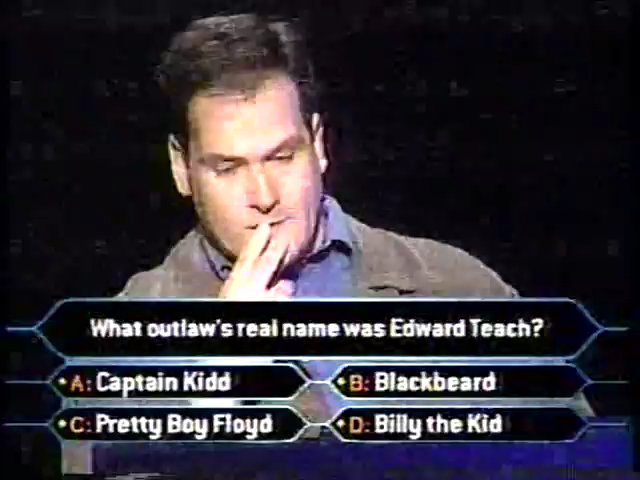 What outlaw's real name was Edward Teach?
A: Captain Kidd
B: Blackbeard
C: Pretty Boy Floyd
D: Billy the Kid